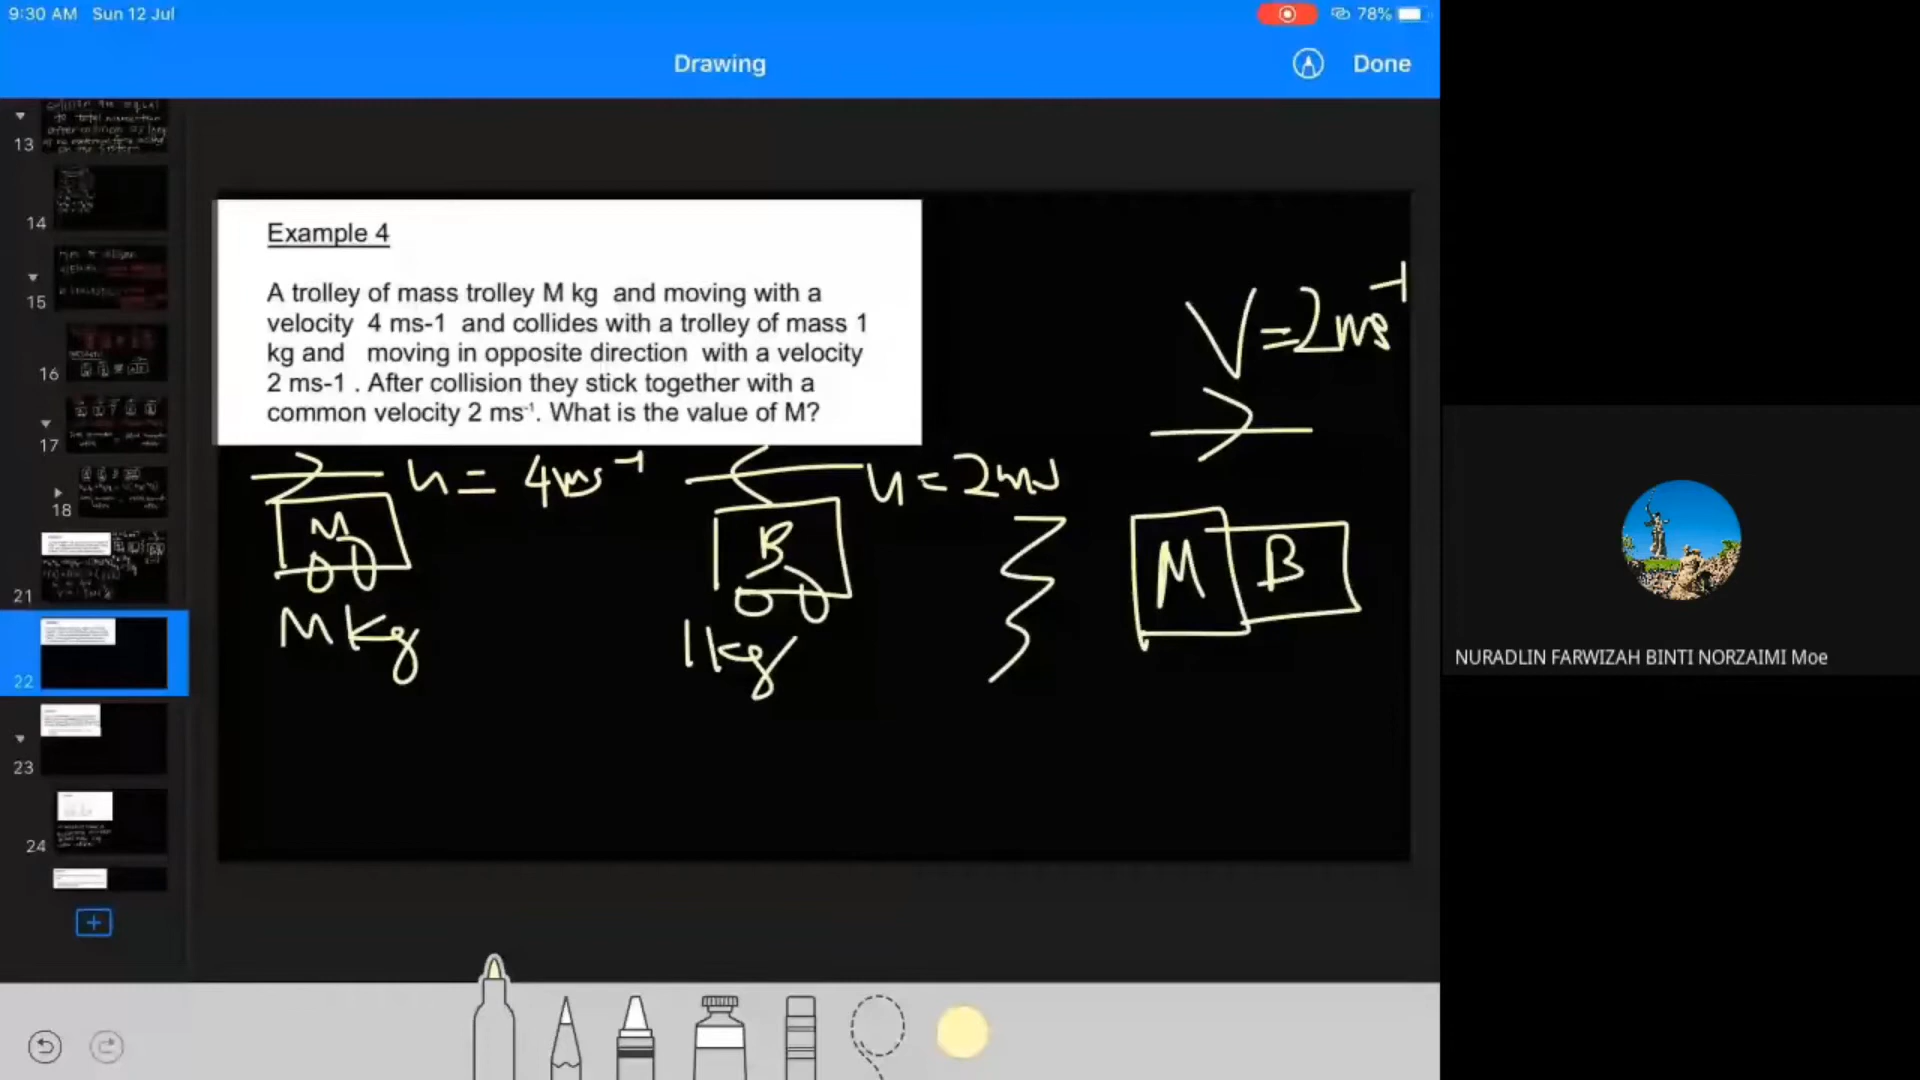 9:30 AM Sun 12 Jul
78%
Drawing
Done
13
14
15
16
17
18
21
22
23
24
Example 4
A trolley of mass trolley M kg and moving with a
velocity 4 ms-1 and collides with a trolley of mass 1
kg and moving in opposite direction with a velocity
2 ms-1 . After collision they stick together with a
common velocity 2 ms⁻¹. What is the value of M?
V=2ms⁻¹
u = 4ms⁻¹
u = 2ms
M
B
M
B
M kg
1kg
NURADLIN FARWIZAH BINTI NORZAIMI Moe